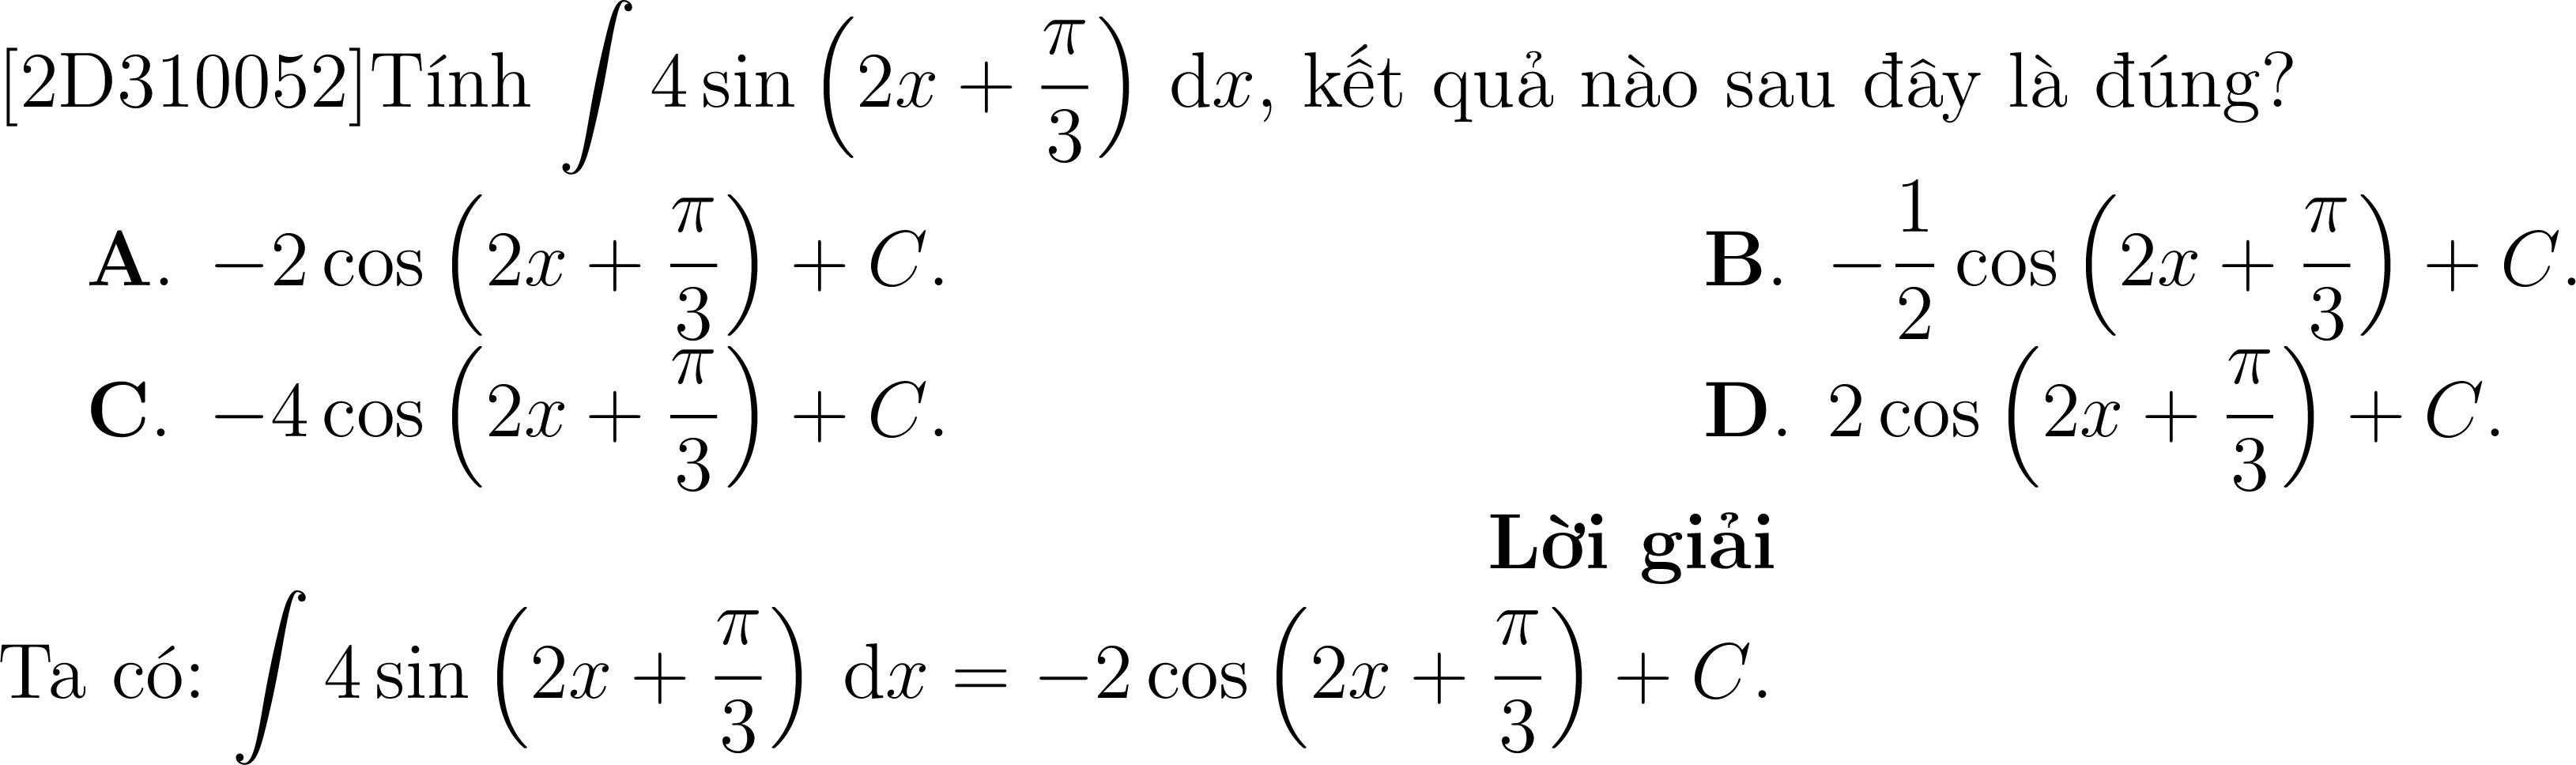 [2D310052]Tính ∫ 4 sin (2x + π/3) dx, kết quả nào sau đây là đúng?
A. −2 cos (2x + π/3) + C. B. −1/2 cos (2x + π/3) + C.
C. −4 cos (2x + π/3) + C. D. 2 cos (2x + π/3) + C.
Lời giải
Ta có: ∫ 4 sin (2x + π/3) dx = −2 cos (2x + π/3) + C.